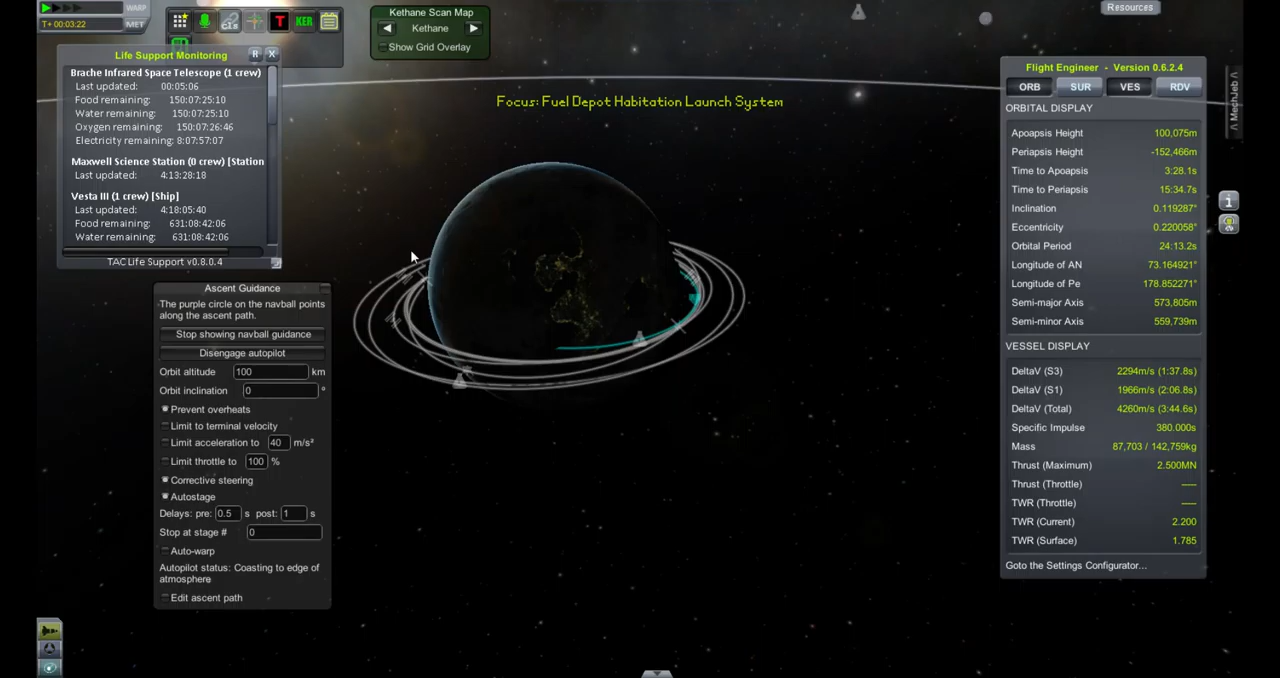 WARP
T+ 00:03:22
MET
cls
T
KER
Kethane Scan Map
Kethane
Show Grid Overlay
Resources
Life Support Monitoring
R
X
Brache Infrared Space Telescope (1 crew)
Last updated: 00:05:06
Food remaining: 150:07:25:10
Water remaining: 150:07:25:10
Oxygen remaining: 150:07:26:46
Electricity remaining: 8:07:57:07
Maxwell Science Station (0 crew) [Station
Last updated: 4:13:28:18
Vesta III (1 crew) [Ship]
Last updated: 4:18:05:40
Food remaining: 631:08:42:06
Water remaining: 631:08:42:06
TAC Life Support v0.8.0.4
Focus: Fuel Depot Habitation Launch System
Ascent Guidance
The purple circle on the navball points
along the ascent path.
Stop showing navball guidance
Disengage autopilot
Orbit altitude 100 km
Orbit inclination 0 °
Prevent overheats
Limit to terminal velocity
Limit acceleration to 40 m/s²
Limit throttle to 100 %
Corrective steering
Autostage
Delays: pre: 0.5 s post: 1 s
Stop at stage # 0
Auto-warp
Autopilot status: Coasting to edge of
atmosphere
Edit ascent path
Flight Engineer - Version 0.6.2.4
ORB SUR VES RDV
ORBITAL DISPLAY
Apoapsis Height 100,075m
Periapsis Height -152,466m
Time to Apoapsis 3:28.1s
Time to Periapsis 15:34.7s
Inclination 0.119287°
Eccentricity 0.220058°
Orbital Period 24:13.2s
Longitude of AN 73.164921°
Longitude of Pe 178.852271°
Semi-major Axis 573,805m
Semi-minor Axis 559,739m
VESSEL DISPLAY
DeltaV (S3) 2294m/s (1:37.8s)
DeltaV (S1) 1966m/s (2:06.8s)
DeltaV (Total) 4260m/s (3:44.6s)
Specific Impulse 380.000s
Mass 87,703 / 142,759kg
Thrust (Maximum) 2.500MN
Thrust (Throttle) -----
TWR (Throttle) -----
TWR (Current) 2.200
TWR (Surface) 1.785
Goto the Settings Configurator...
MechJeb